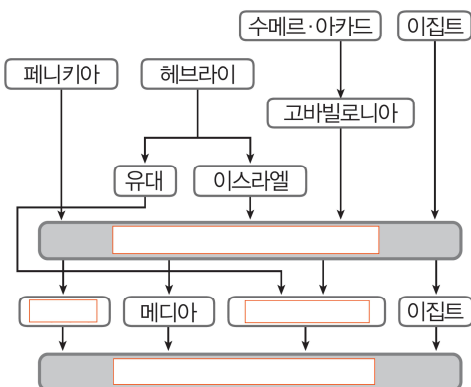 수메르·아카드
이집트
페니키아
헤브라이
고바빌로니아
유대
이스라엘
메디아
이집트